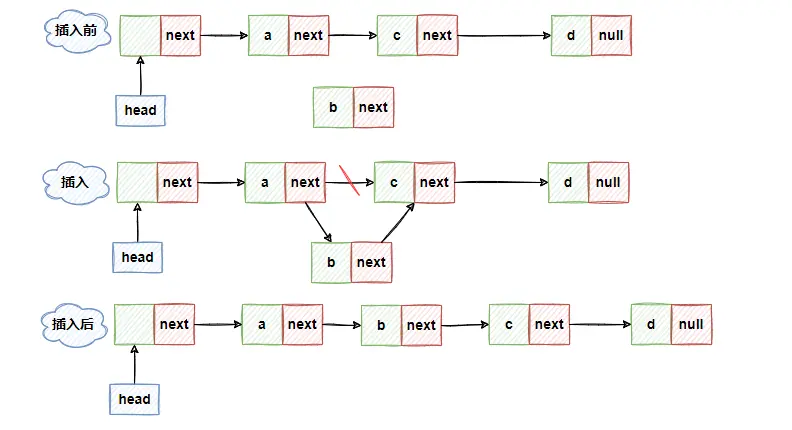 插入前 next a next c next d null
head
b next
插入 next a next c next d null
head b next
插入后 next a next b next c next d null
head